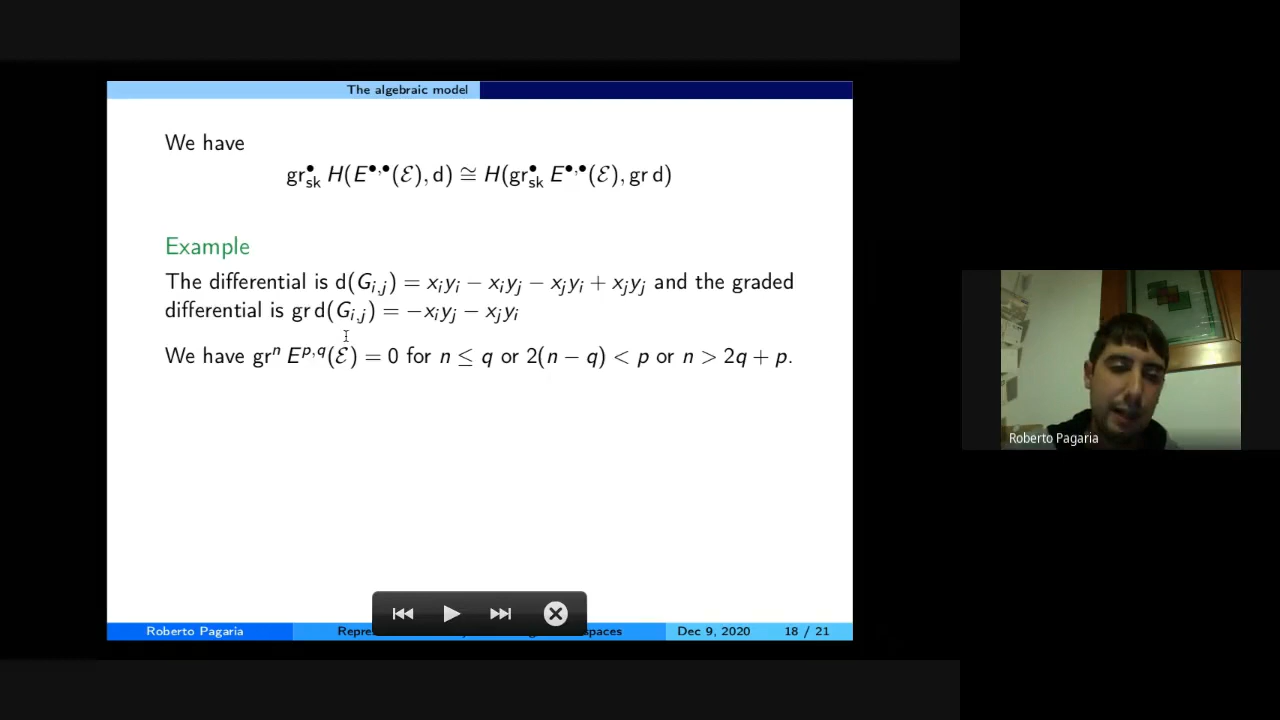 The algebraic model
We have
gr•sk H(E•,•(ℰ), d) ≅ H(gr•sk E•,•(ℰ), gr d)
Example
The differential is d(Gi,j) = xiyi − xiyj − xjyi + xjyj and the graded
differential is gr d(Gi,j) = −xiyj − xjyi
We have grⁿ Eᵖ,𐞥(ℰ) = 0 for n ≤ q or 2(n − q) < p or n > 2q + p.
Roberto Pagaria
Roberto Pagaria
Dec 9, 2020
18 / 21